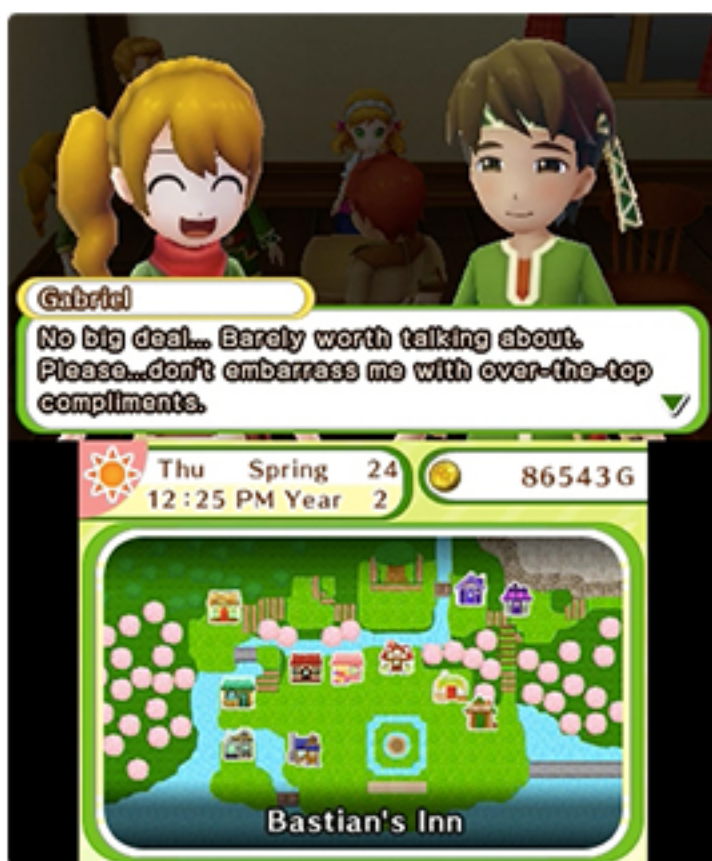 Gabriel
No big deal... Barely worth talking about.
Please...don't embarrass me with over-the-top
compliments.
Thu Spring 24
86543G
12:25 PM Year 2
Bastian's Inn